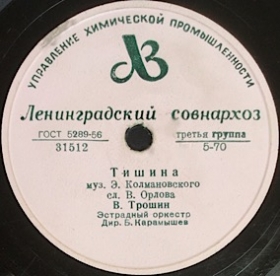 УПРАВЛЕНИЕ ХИМИЧЕСКОЙ ПРОМЫШЛЕННОСТИ
ЛЗ
Ленинградский совнархоз
ГОСТ 5289-56
третья группа
31512
5-70
Тишина
муз. Э. Колмановского
сл. В. Орлова
В. Трошин
Эстрадный оркестр
Дир. Б. Карамышев